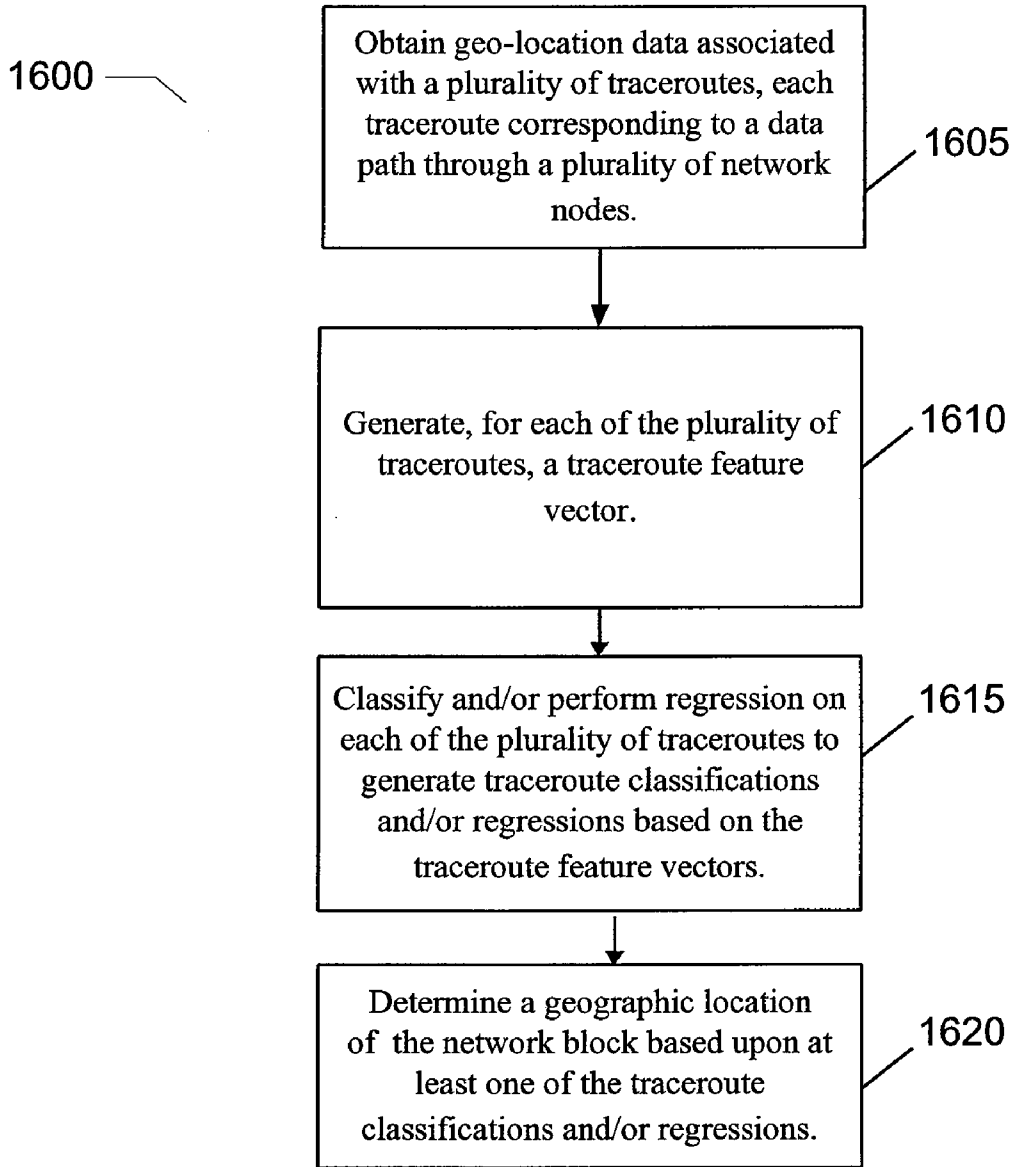 1600
Obtain geo-location data associated
with a plurality of traceroutes, each
traceroute corresponding to a data
path through a plurality of network
nodes.
1605
Generate, for each of the plurality of
traceroutes, a traceroute feature
vector.
1610
Classify and/or perform regression on
each of the plurality of traceroutes to
generate traceroute classifications
and/or regressions based on the
traceroute feature vectors.
1615
Determine a geographic location
of the network block based upon at
least one of the traceroute
classifications and/or regressions.
1620